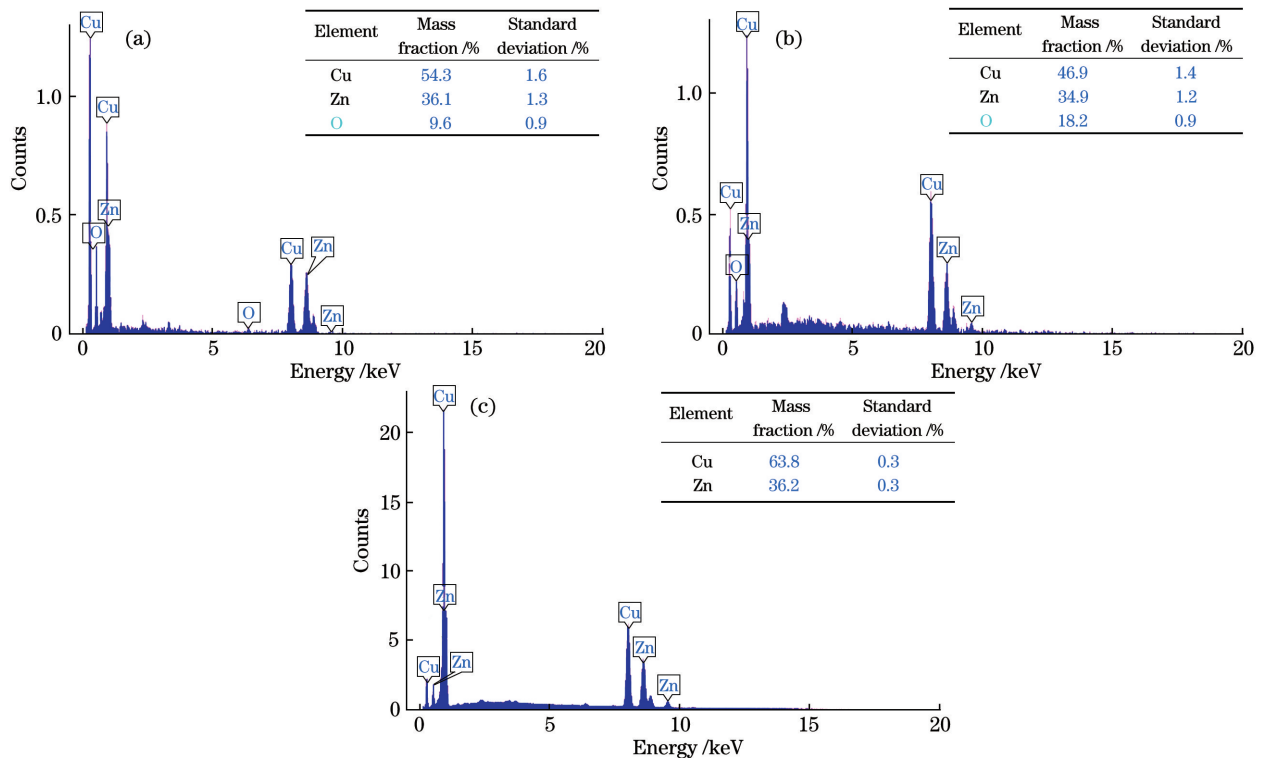 (a)
Element Mass fraction /% Standard deviation /%
Cu 54.3 1.6
Zn 36.1 1.3
O 9.6 0.9
Counts
1.0
0.5
0
Cu
Cu
Zn
O
O
Cu
Zn
Zn
0 5 10 15 20
Energy /keV
(b)
Element Mass fraction /% Standard deviation /%
Cu 46.9 1.4
Zn 34.9 1.2
O 18.2 0.9
Counts
1.0
0.5
0
Cu
Cu
Zn
O
Cu
Zn
Zn
0 5 10 15 20
Energy /keV
(c)
Element Mass fraction /% Standard deviation /%
Cu 63.8 0.3
Zn 36.2 0.3
Counts
20
15
10
5
0
Cu
Zn
Cu
Zn
Cu
Zn
Zn
0 5 10 15 20
Energy /keV